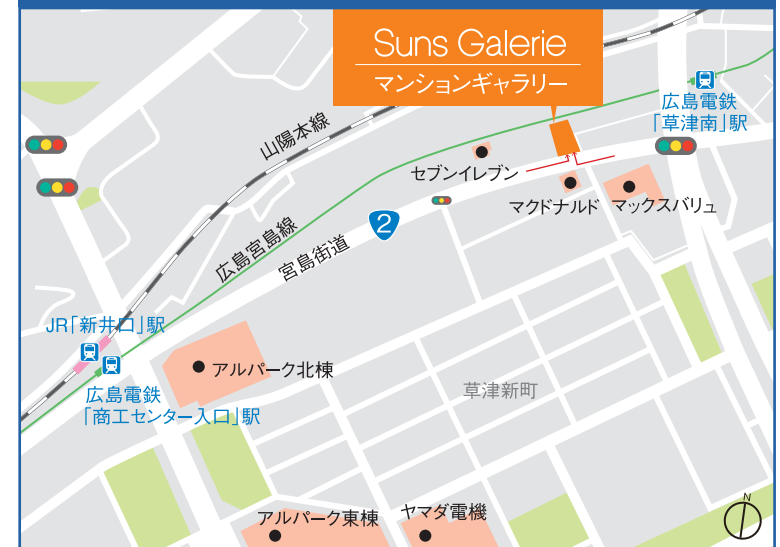 Suns Galerie
マンションギャラリー
広島電鉄
「草津南」駅
山陽本線
セブンイレブン
マクドナルド
マックスバリュ
2
広島宮島線
宮島街道
JR「新井口」駅
アルパーク北棟
広島電鉄
「商工センター入口」駅
草津新町
アルパーク東棟
ヤマダ電機
N